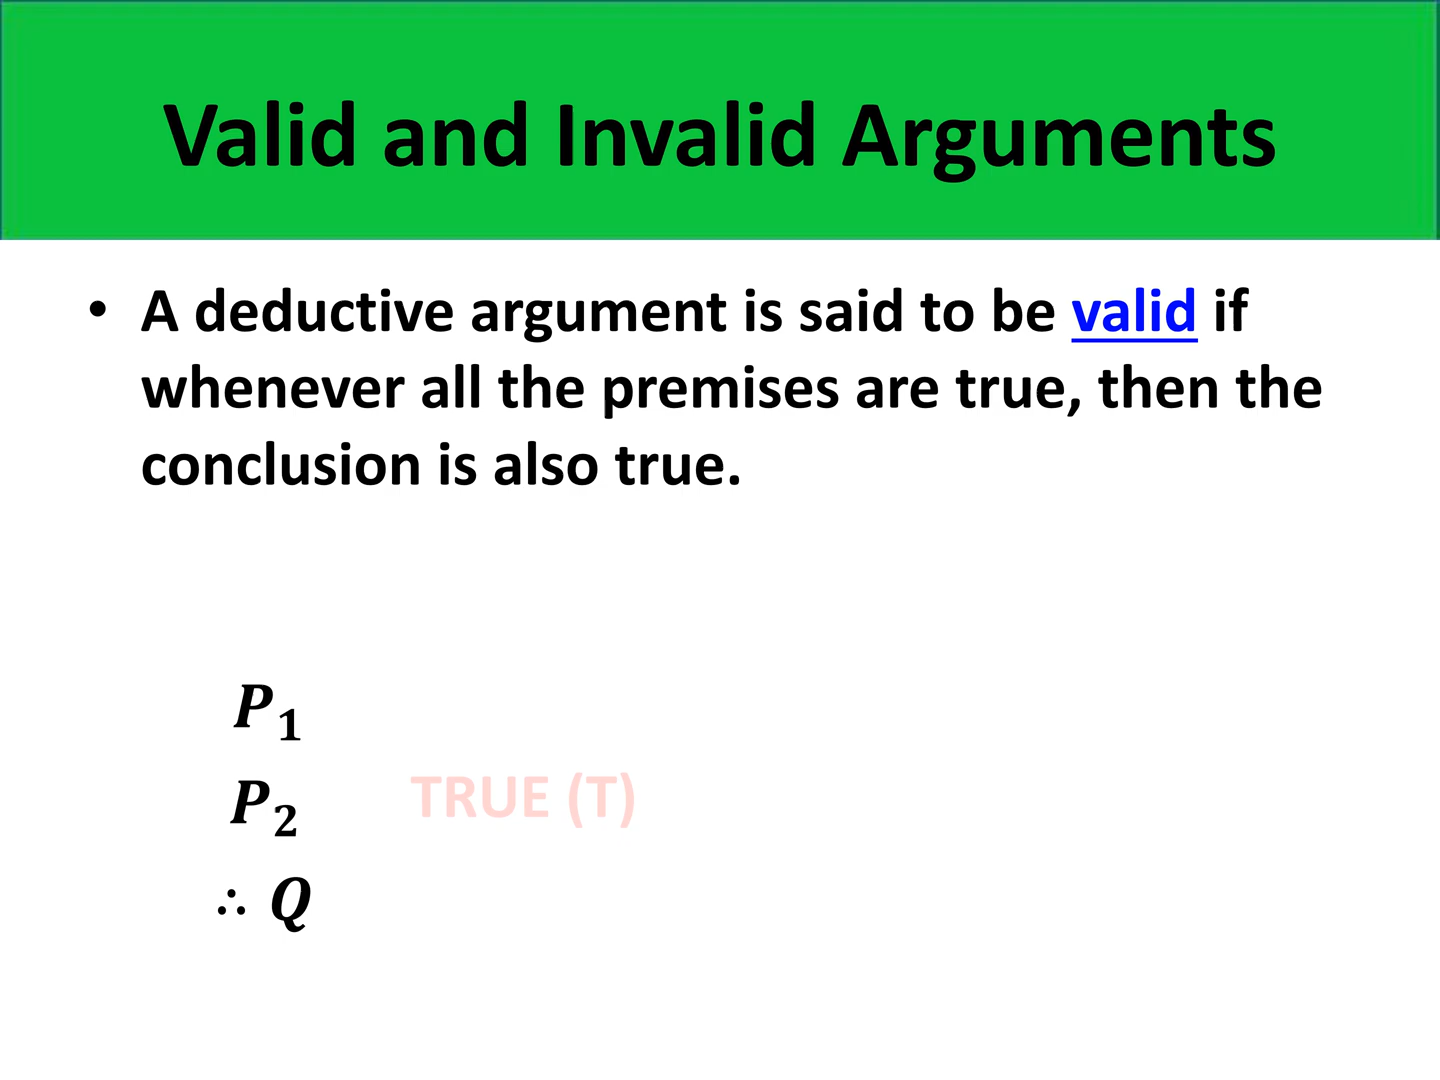 Valid and Invalid Arguments
• A deductive argument is said to be valid if
whenever all the premises are true, then the
conclusion is also true.
P₁
P₂ TRUE (T)
∴ Q